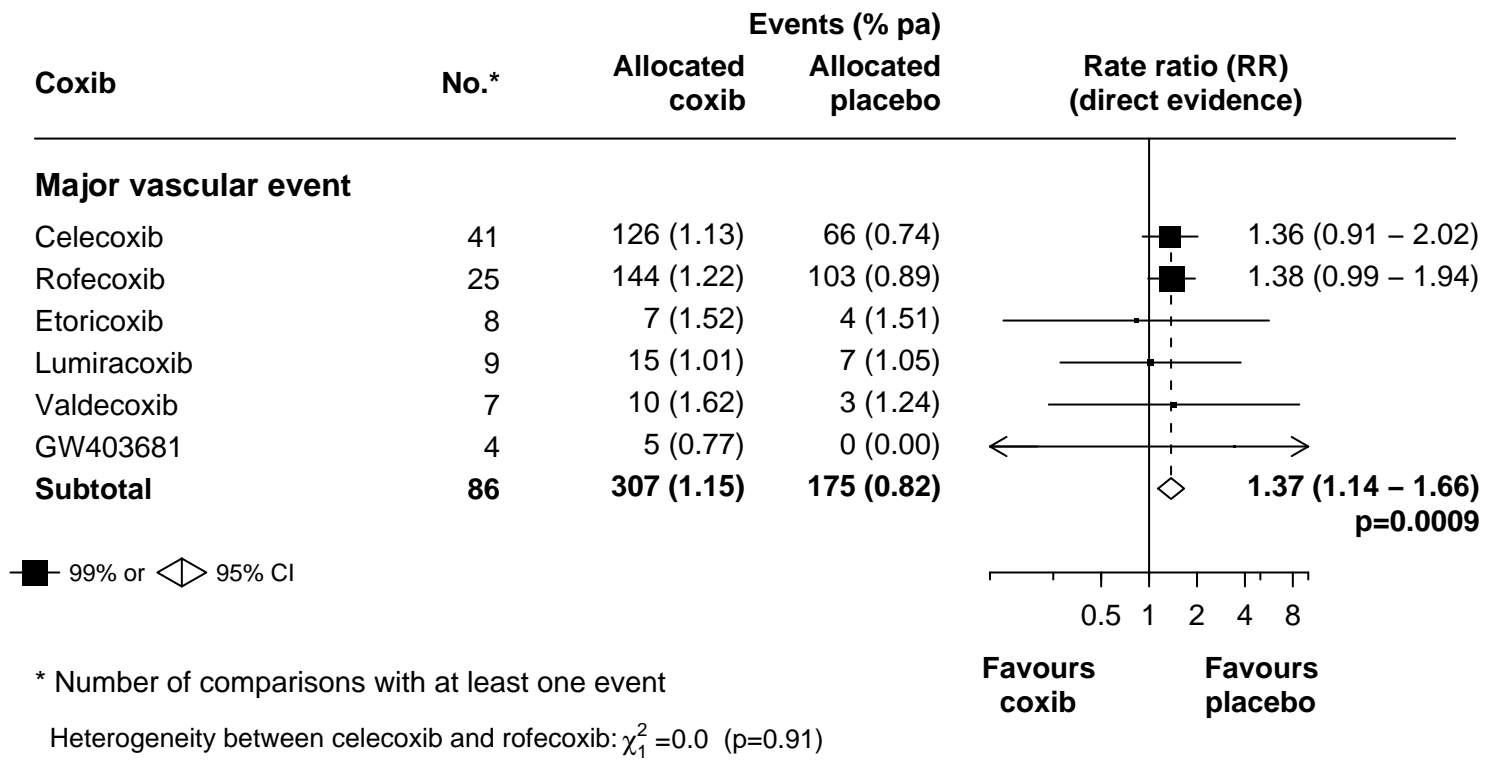 Events (% pa)
Coxib No.* Allocated coxib Allocated placebo Rate ratio (RR) (direct evidence)
Major vascular event
Celecoxib 41 126 (1.13) 66 (0.74) 1.36 (0.91 – 2.02)
Rofecoxib 25 144 (1.22) 103 (0.89) 1.38 (0.99 – 1.94)
Etoricoxib 8 7 (1.52) 4 (1.51)
Lumiracoxib 9 15 (1.01) 7 (1.05)
Valdecoxib 7 10 (1.62) 3 (1.24)
GW403681 4 5 (0.77) 0 (0.00)
Subtotal 86 307 (1.15) 175 (0.82) 1.37 (1.14 – 1.66)
p=0.0009
99% or 95% CI
0.5 1 2 4 8
Favours coxib Favours placebo
* Number of comparisons with at least one event
Heterogeneity between celecoxib and rofecoxib: χ²₁ =0.0 (p=0.91)